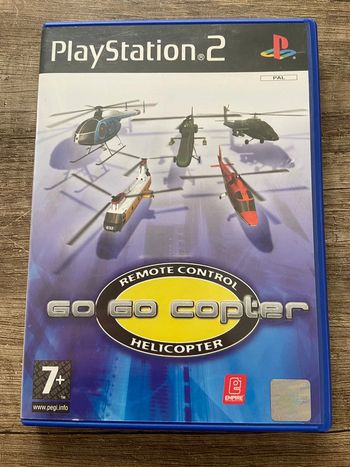 PlayStation®2
PAL
REMOTE CONTROL
GO GO copter
HELICOPTER
7+
www.pegi.info
EMPIRE